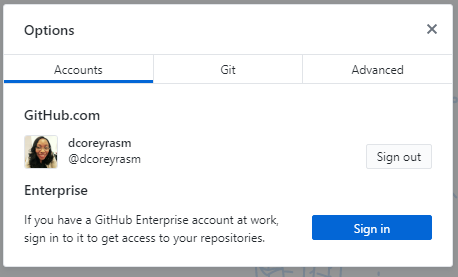 Options
Accounts Git Advanced
GitHub.com
dcoreyrasm
@dcoreyrasm
Sign out
Enterprise
If you have a GitHub Enterprise account at work,
sign in to it to get access to your repositories.
Sign in